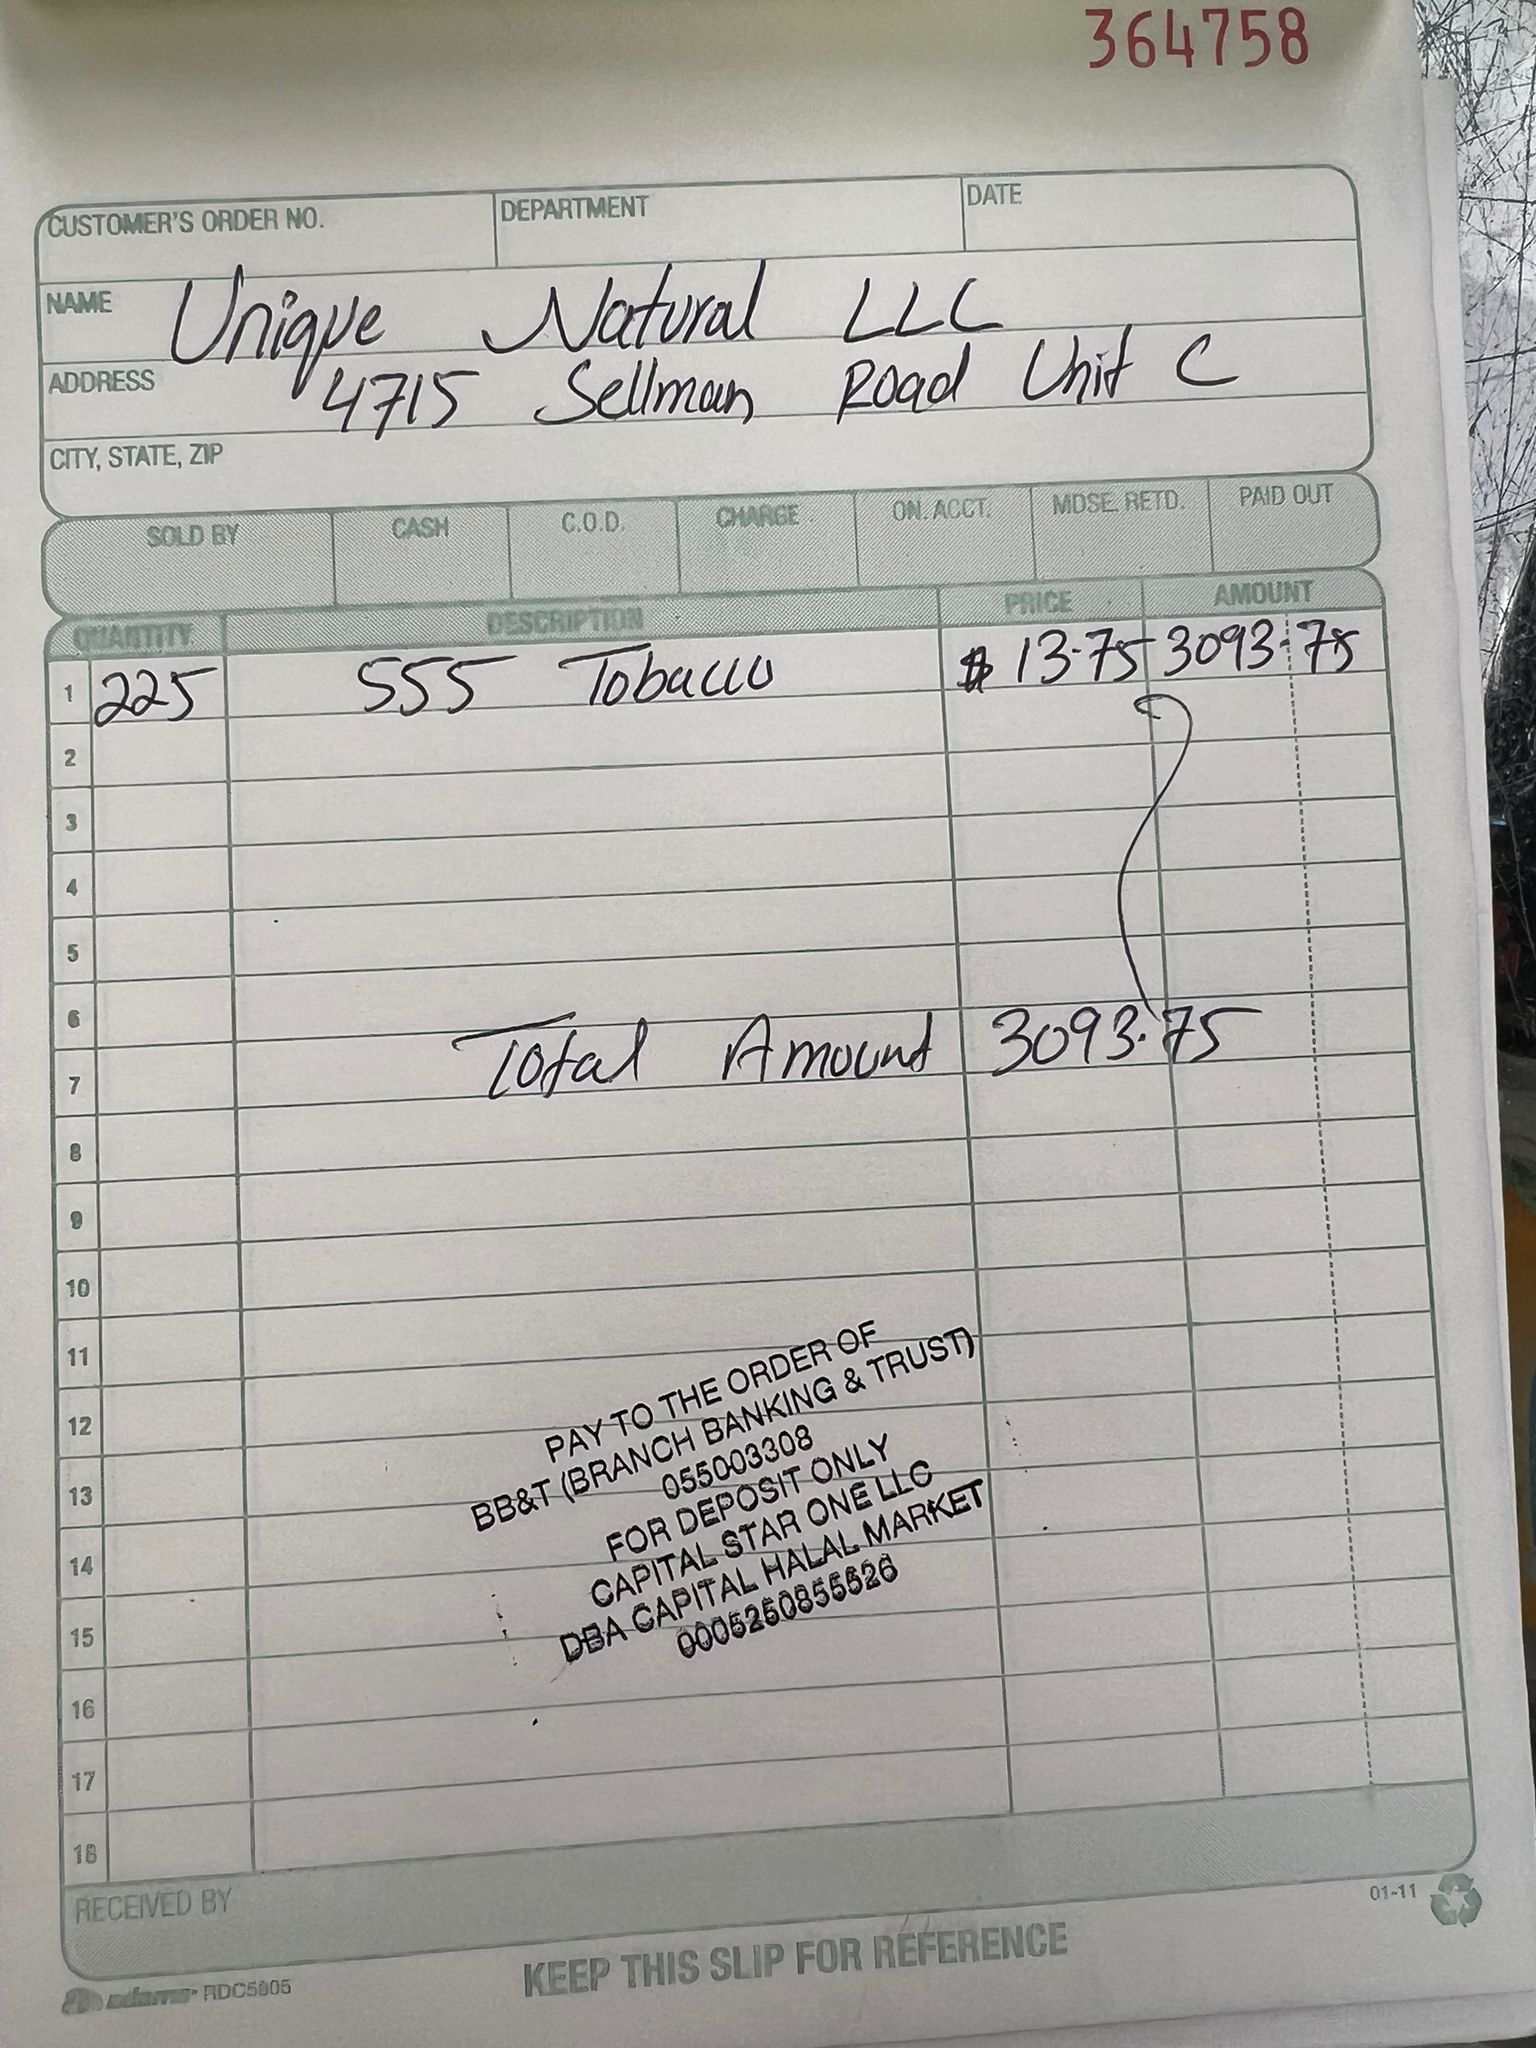 364758
CUSTOMER'S ORDER NO. DEPARTMENT DATE
NAME Unique Natural LLC
ADDRESS 4715 Sellman Road Unit C
CITY, STATE, ZIP
SOLD BY CASH C.O.D. CHARGE ON. ACCT. MDSE. RETD. PAID OUT
QUANTITY DESCRIPTION PRICE AMOUNT
1 225 555 Tobacco $ 13.75 3093.75
2
3
4
5
6
7 Total Amount 3093.75
8
9
10
11
12
13
14
15
16
17
18
PAY TO THE ORDER OF
BB&T (BRANCH BANKING & TRUST)
055003308
FOR DEPOSIT ONLY
CAPITAL STAR ONE LLC
DBA CAPITAL HALAL MARKET
0005250855526
RECEIVED BY
01-11
adams RDC5805
KEEP THIS SLIP FOR REFERENCE